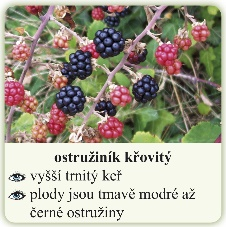 ostružiník křovitý
vyšší trnitý keř
plody jsou tmavě modré až
černé ostružiny